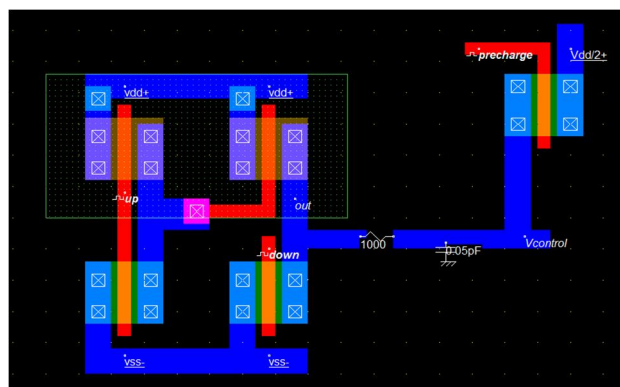 precharge
Vdd/2+
vdd+
vdd+
up
out
down
1000
0.05pF
Vcontrol
vss-
vss-